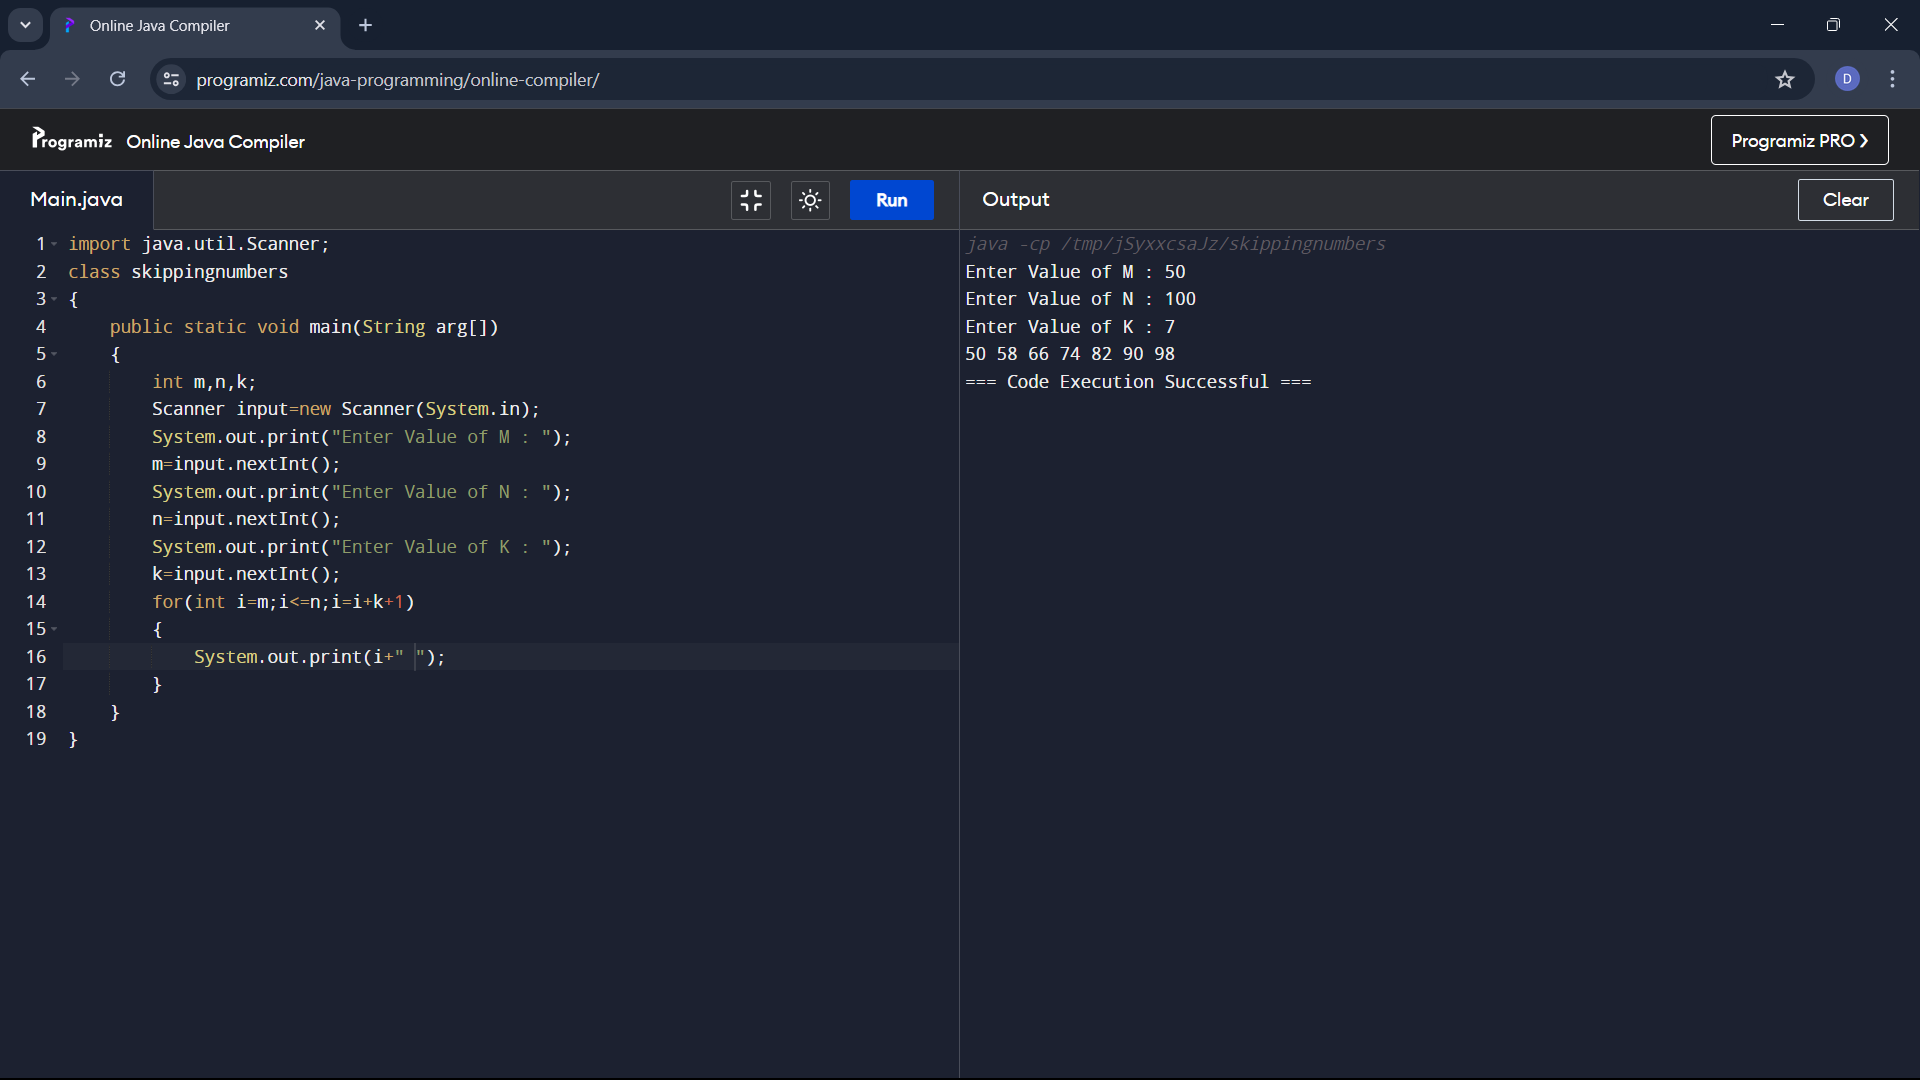 Online Java Compiler
programiz.com/java-programming/online-compiler/
D
Programiz Online Java Compiler
Programiz PRO
Main.java
Run
Output
Clear
1 import java.util.Scanner;
2 class skippingnumbers
3 {
4 public static void main(String arg[])
5 {
6 int m,n,k;
7 Scanner input=new Scanner(System.in);
8 System.out.print("Enter Value of M : ");
9 m=input.nextInt();
10 System.out.print("Enter Value of N : ");
11 n=input.nextInt();
12 System.out.print("Enter Value of K : ");
13 k=input.nextInt();
14 for(int i=m;i<=n;i=i+k+1)
15 {
16 System.out.print(i+" ");
17 }
18 }
19 }
java -cp /tmp/jSyxxcsaJz/skippingnumbers
Enter Value of M : 50
Enter Value of N : 100
Enter Value of K : 7
50 58 66 74 82 90 98
=== Code Execution Successful ===